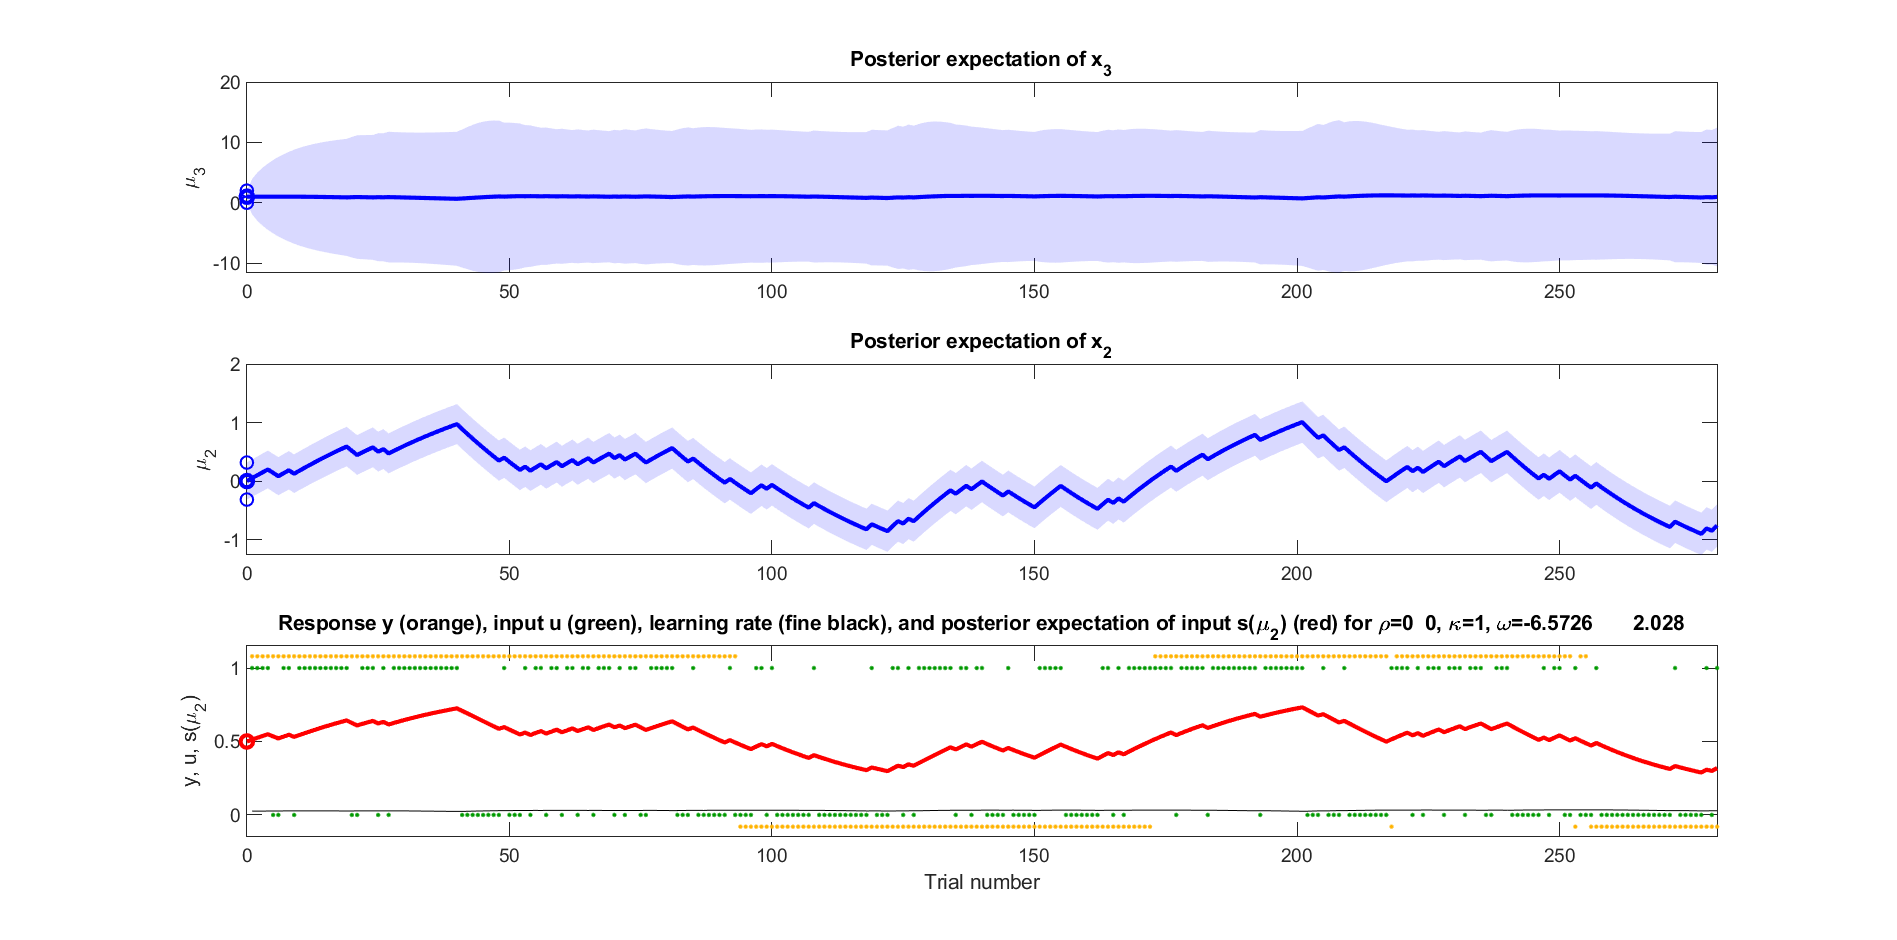 Posterior expectation of x3
20
10
0
-10
μ3
0 50 100 150 200 250
Posterior expectation of x2
2
1
0
-1
μ2
0 50 100 150 200 250
Response y (orange), input u (green), learning rate (fine black), and posterior expectation of input s(μ2) (red) for ρ=0 0, κ=1, ω=-6.5726 2.028
1
0.5
0
y, u, s(μ2)
0 50 100 150 200 250
Trial number